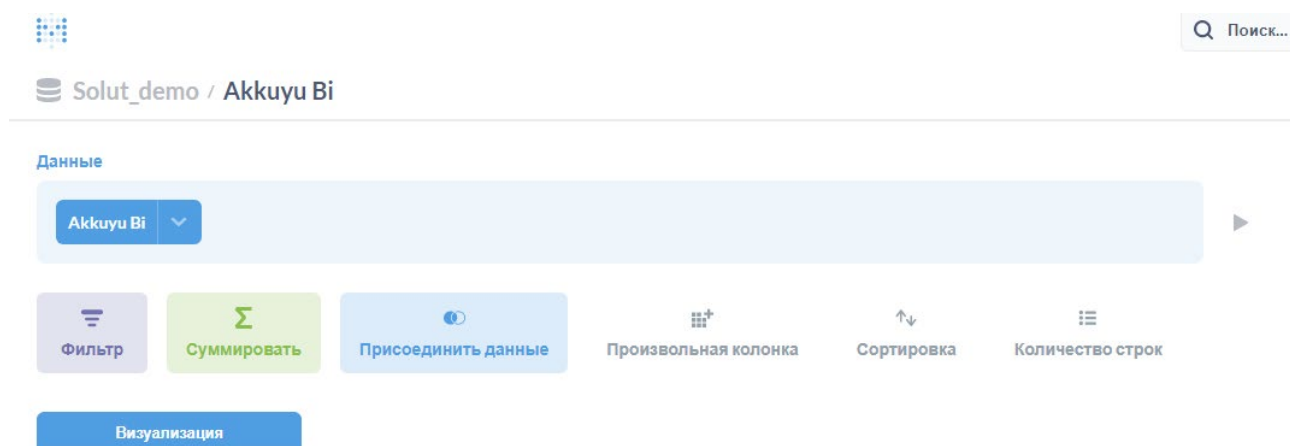 Поиск...
Solut_demo / Akkuyu Bi
Данные
Akkuyu Bi
Фильтр Суммировать Присоединить данные Произвольная колонка Сортировка Количество строк
Визуализация